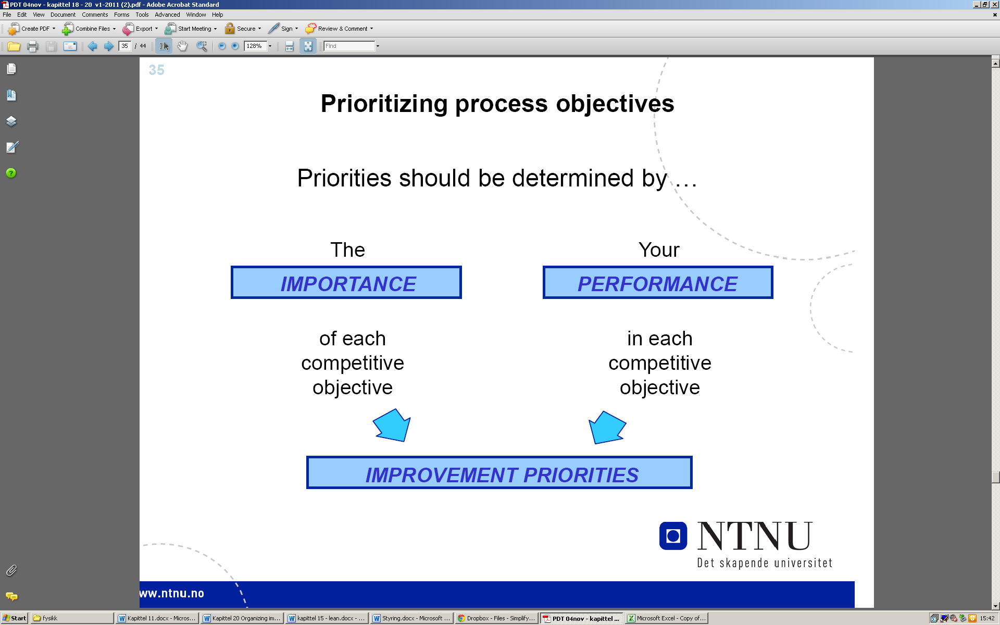 PDT 04nov - kapittel 18 - 20 v1-2011 (2).pdf - Adobe Acrobat Standard
File Edit View Document Comments Forms Tools Advanced Window Help
Create PDF Combine Files Export Start Meeting Secure Sign Review & Comment
35 / 44 128% Find
35
Prioritizing process objectives
Priorities should be determined by …
The
IMPORTANCE
of each
competitive
objective
Your
PERFORMANCE
in each
competitive
objective
IMPROVEMENT PRIORITIES
NTNU
Det skapende universitet
ww.ntnu.no
Start fysikk Kapittel 11.docx - Micros... Kapittel 20 Organizing im... kapittel 15 - lean.docx - ... Styring.docx - Microsoft ... Dropbox - Files - Simplify... PDT 04nov - kapittel ... Microsoft Excel - Copy of... 15:42